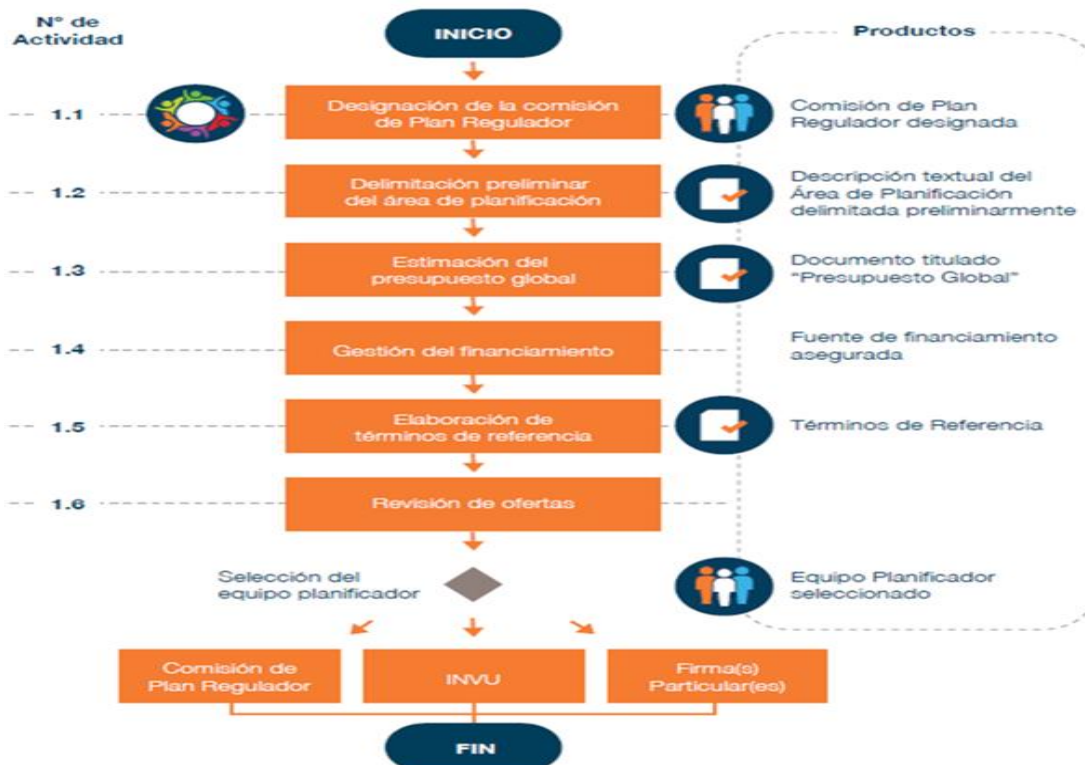 N° de
Actividad
INICIO
Productos
1.1
Designación de la comisión
de Plan Regulador
Comisión de Plan
Regulador designada
1.2
Delimitación preliminar
del área de planificación
Descripción textual del
Área de Planificación
delimitada preliminarmente
1.3
Estimación del
presupuesto global
Documento titulado
"Presupuesto Global"
1.4
Gestión del financiamiento
Fuente de financiamiento
asegurada
1.5
Elaboración de
términos de referencia
Términos de Referencia
1.6
Revisión de ofertas
Selección del
equipo planificador
Equipo Planificador
seleccionado
Comisión de
Plan Regulador
INVU
Firma(s)
Particular(es)
FIN